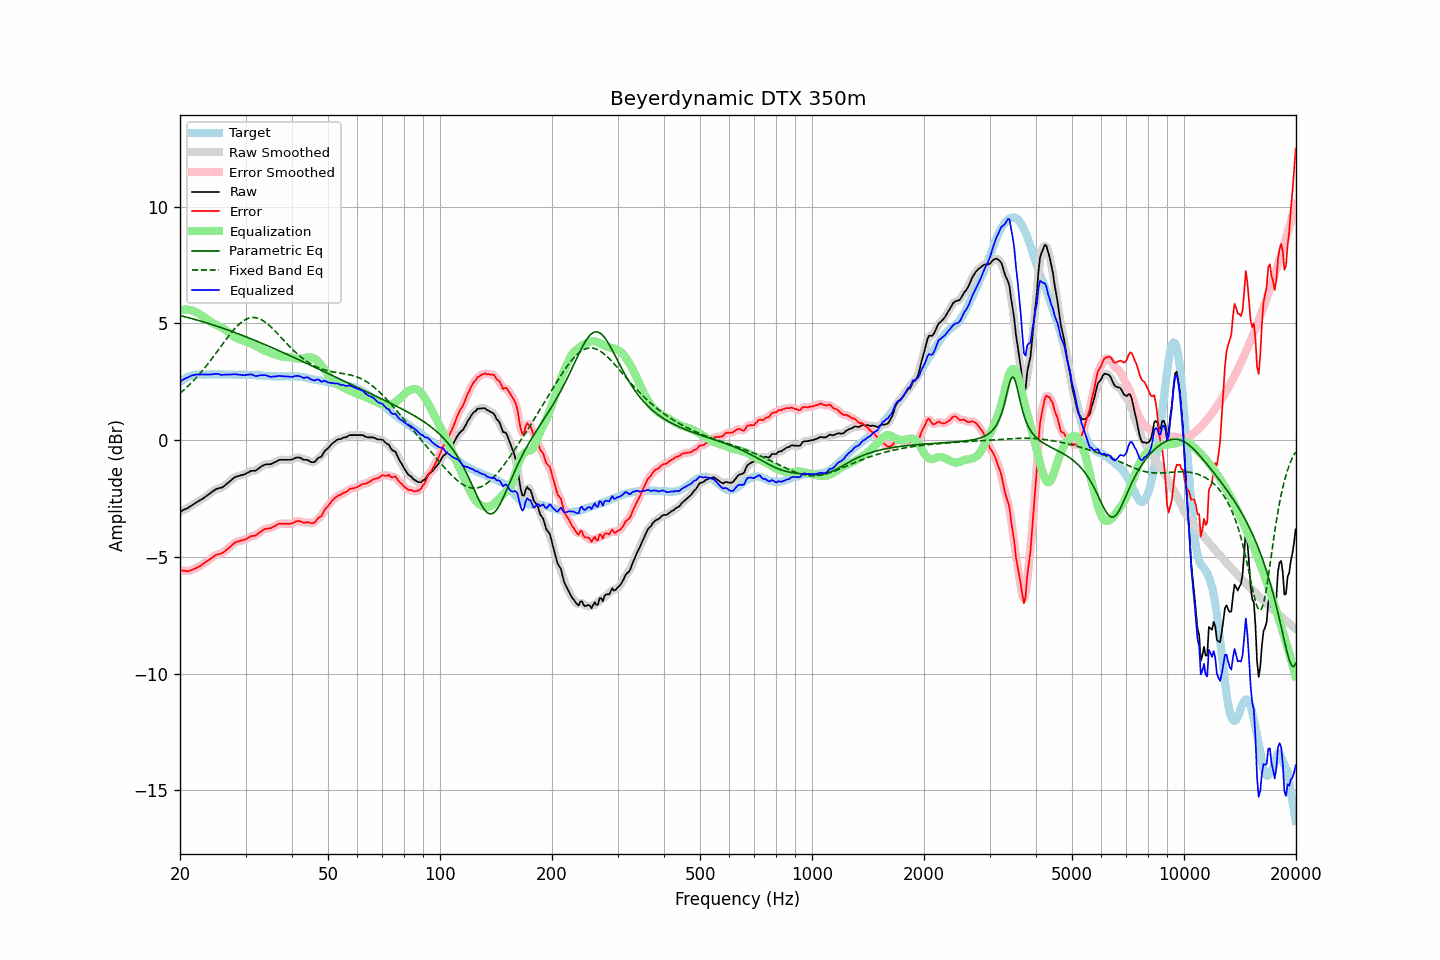 Beyerdynamic DTX 350m
Target
Raw Smoothed
Error Smoothed
Raw
Error
Equalization
Parametric Eq
Fixed Band Eq
Equalized
10
5
0
−5
−10
−15
Amplitude (dBr)
20
50
100
200
500
1000
2000
5000
10000
20000
Frequency (Hz)